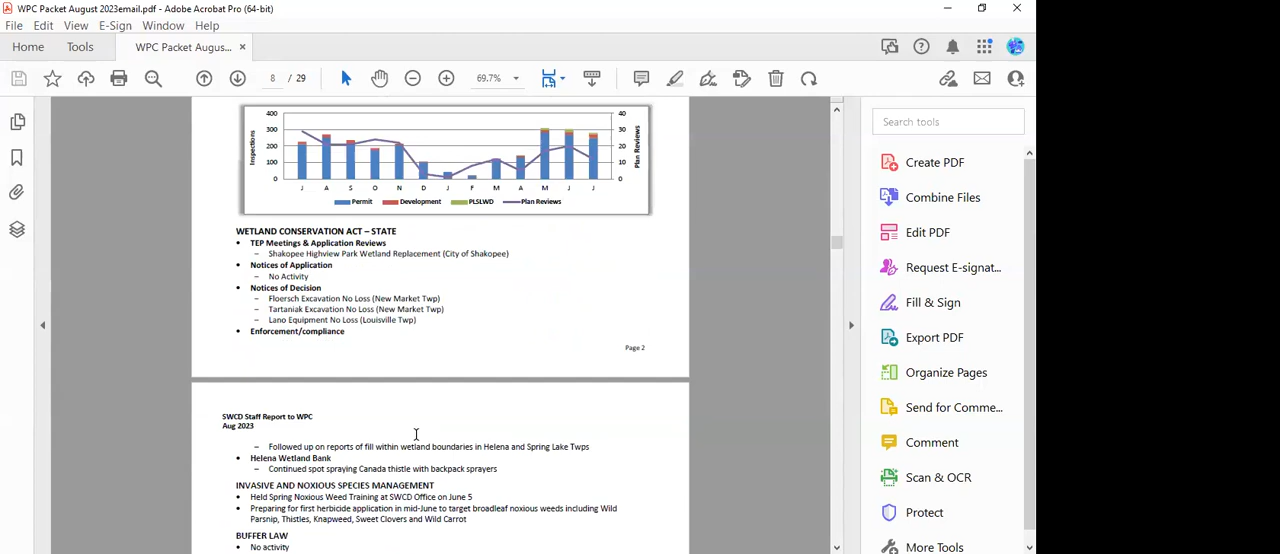 WPC Packet August 2023email.pdf - Adobe Acrobat Pro (64-bit)
File Edit View E-Sign Window Help
Home Tools WPC Packet Augus... ×
8 / 29 69.7%
400 40
300 30
200 20
100 10
0 0
Inspections
Plan Reviews
J A S O N D J F M A M J J
Permit Development PLSLWD Plan Reviews
WETLAND CONSERVATION ACT – STATE
• TEP Meetings & Application Reviews
– Shakopee Highview Park Wetland Replacement (City of Shakopee)
• Notices of Application
– No Activity
• Notices of Decision
– Floersch Excavation No Loss (New Market Twp)
– Tartaniak Excavation No Loss (New Market Twp)
– Lano Equipment No Loss (Louisville Twp)
• Enforcement/compliance
Page 2
SWCD Staff Report to WPC
Aug 2023
– Followed up on reports of fill within wetland boundaries in Helena and Spring Lake Twps
• Helena Wetland Bank
– Continued spot spraying Canada thistle with backpack sprayers
INVASIVE AND NOXIOUS SPECIES MANAGEMENT
• Held Spring Noxious Weed Training at SWCD Office on June 5
• Preparing for first herbicide application in mid-June to target broadleaf noxious weeds including Wild
Parsnip, Thistles, Knapweed, Sweet Clovers and Wild Carrot
BUFFER LAW
• No activity
Search tools
Create PDF
Combine Files
Edit PDF
Request E-signat...
Fill & Sign
Export PDF
Organize Pages
Send for Comme...
Comment
Scan & OCR
Protect
More Tools